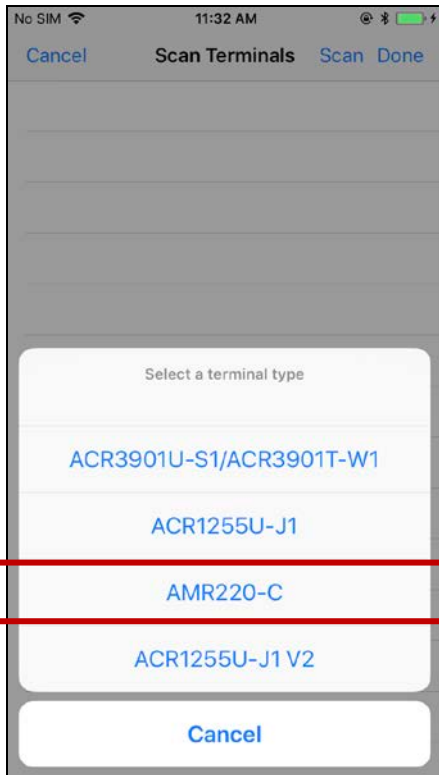 No SIM 11:32 AM
Cancel Scan Terminals Scan Done
Select a terminal type
ACR3901U-S1/ACR3901T-W1
ACR1255U-J1
AMR220-C
ACR1255U-J1 V2
Cancel